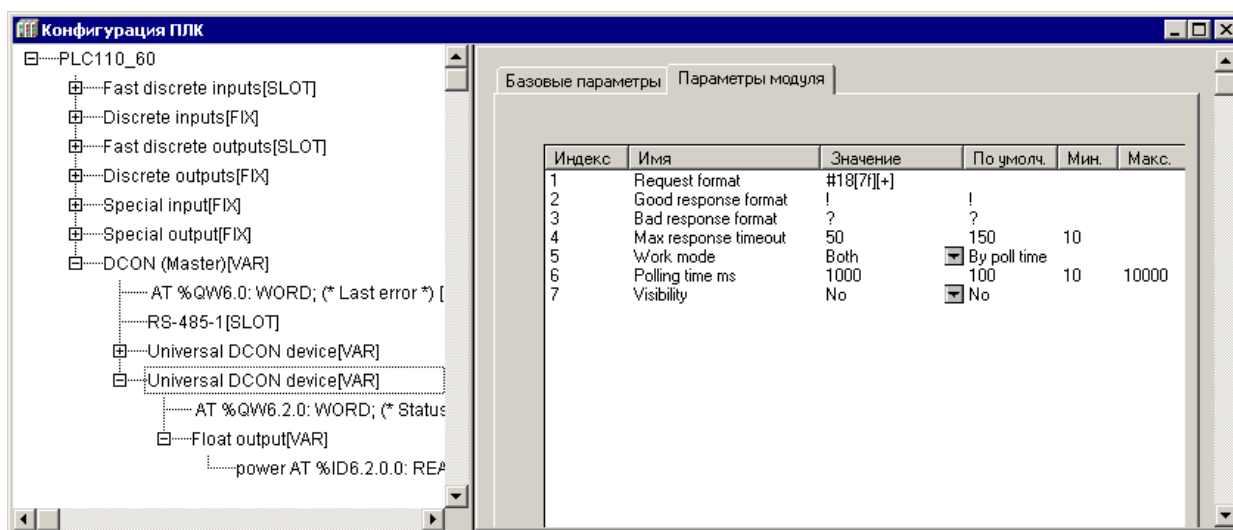 Конфигурация ПЛК
PLC110_60
Fast discrete inputs[SLOT]
Discrete inputs[FIX]
Fast discrete outputs[SLOT]
Discrete outputs[FIX]
Special input[FIX]
Special output[FIX]
DCON (Master)[VAR]
AT %QW6.0: WORD; (* Last error *) [
RS-485-1[SLOT]
Universal DCON device[VAR]
Universal DCON device[VAR]
AT %QW6.2.0: WORD; (* Status
Float output[VAR]
power AT %ID6.2.0.0: REA
Базовые параметры Параметры модуля
Индекс Имя Значение По умолч. Мин. Макс.
1 Request format #18[7f][+]
2 Good response format ! !
3 Bad response format ? ?
4 Max response timeout 50 150 10
5 Work mode Both By poll time
6 Polling time ms 1000 100 10 10000
7 Visibility No No